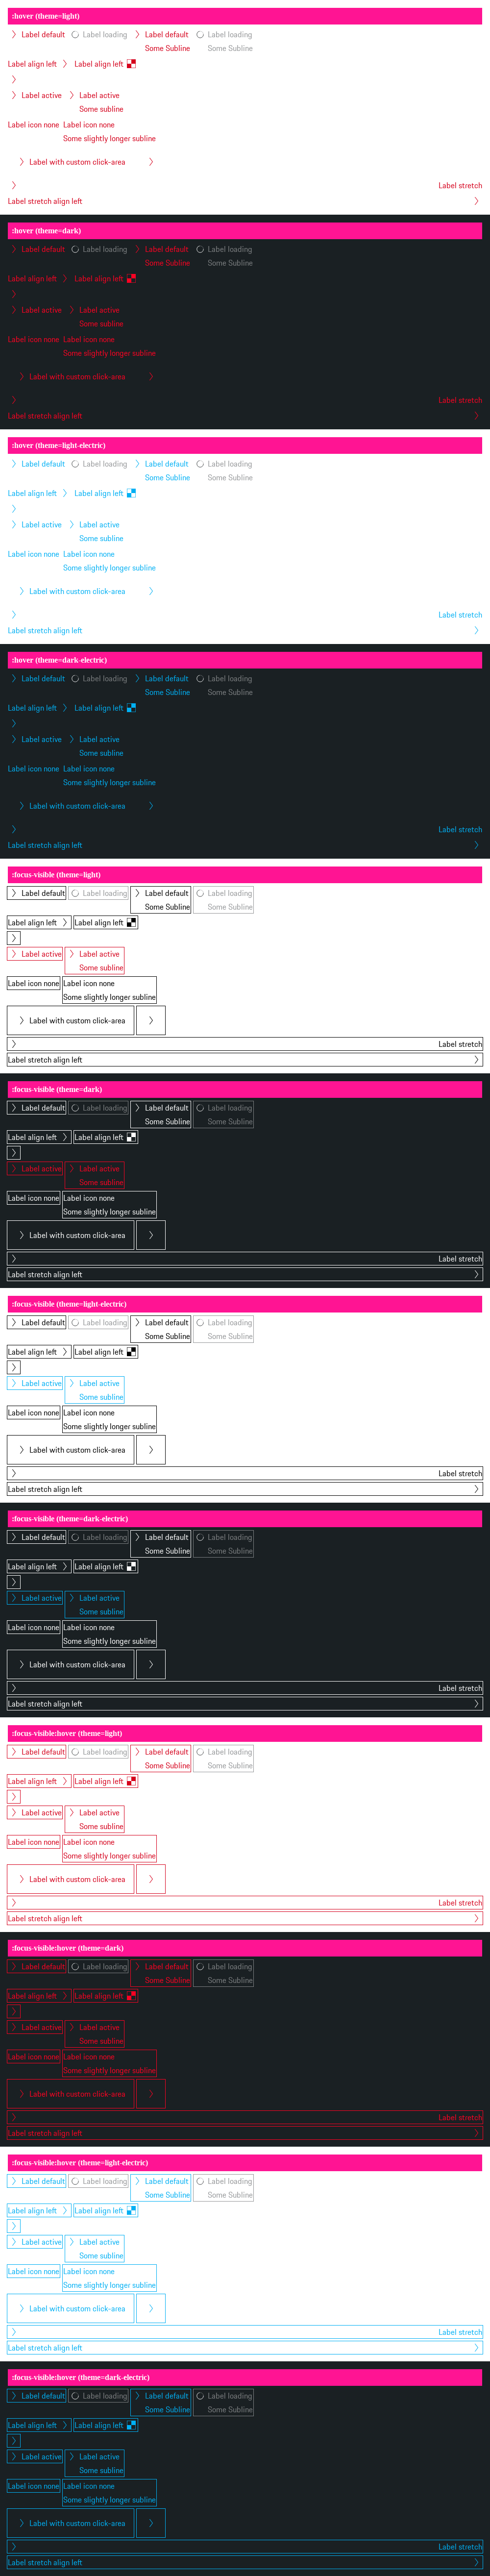 :hover (theme=light)
Label default Label loading Label default Label loading
Some Subline Some Subline
Label align left Label align left
Label active Label active
Some subline
Label icon none Label icon none
Some slightly longer subline
Label with custom click-area
Label stretch
Label stretch align left
:hover (theme=dark)
Label default Label loading Label default Label loading
Some Subline Some Subline
Label align left Label align left
Label active Label active
Some subline
Label icon none Label icon none
Some slightly longer subline
Label with custom click-area
Label stretch
Label stretch align left
:hover (theme=light-electric)
Label default Label loading Label default Label loading
Some Subline Some Subline
Label align left Label align left
Label active Label active
Some subline
Label icon none Label icon none
Some slightly longer subline
Label with custom click-area
Label stretch
Label stretch align left
:hover (theme=dark-electric)
Label default Label loading Label default Label loading
Some Subline Some Subline
Label align left Label align left
Label active Label active
Some subline
Label icon none Label icon none
Some slightly longer subline
Label with custom click-area
Label stretch
Label stretch align left
:focus-visible (theme=light)
Label default Label loading Label default Label loading
Some Subline Some Subline
Label align left Label align left
Label active Label active
Some subline
Label icon none Label icon none
Some slightly longer subline
Label with custom click-area
Label stretch
Label stretch align left
:focus-visible (theme=dark)
Label default Label loading Label default Label loading
Some Subline Some Subline
Label align left Label align left
Label active Label active
Some subline
Label icon none Label icon none
Some slightly longer subline
Label with custom click-area
Label stretch
Label stretch align left
:focus-visible (theme=light-electric)
Label default Label loading Label default Label loading
Some Subline Some Subline
Label align left Label align left
Label active Label active
Some subline
Label icon none Label icon none
Some slightly longer subline
Label with custom click-area
Label stretch
Label stretch align left
:focus-visible (theme=dark-electric)
Label default Label loading Label default Label loading
Some Subline Some Subline
Label align left Label align left
Label active Label active
Some subline
Label icon none Label icon none
Some slightly longer subline
Label with custom click-area
Label stretch
Label stretch align left
:focus-visible:hover (theme=light)
Label default Label loading Label default Label loading
Some Subline Some Subline
Label align left Label align left
Label active Label active
Some subline
Label icon none Label icon none
Some slightly longer subline
Label with custom click-area
Label stretch
Label stretch align left
:focus-visible:hover (theme=dark)
Label default Label loading Label default Label loading
Some Subline Some Subline
Label align left Label align left
Label active Label active
Some subline
Label icon none Label icon none
Some slightly longer subline
Label with custom click-area
Label stretch
Label stretch align left
:focus-visible:hover (theme=light-electric)
Label default Label loading Label default Label loading
Some Subline Some Subline
Label align left Label align left
Label active Label active
Some subline
Label icon none Label icon none
Some slightly longer subline
Label with custom click-area
Label stretch
Label stretch align left
:focus-visible:hover (theme=dark-electric)
Label default Label loading Label default Label loading
Some Subline Some Subline
Label align left Label align left
Label active Label active
Some subline
Label icon none Label icon none
Some slightly longer subline
Label with custom click-area
Label stretch
Label stretch align left